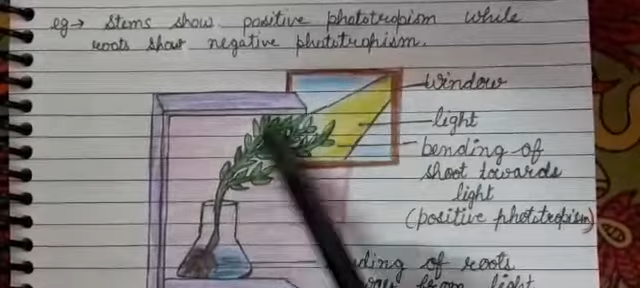 eg → stems show positive phototropism while
roots show negative phototropism.
window
light
bending of
shoot towards
light
(positive phototropism)
of roots
light